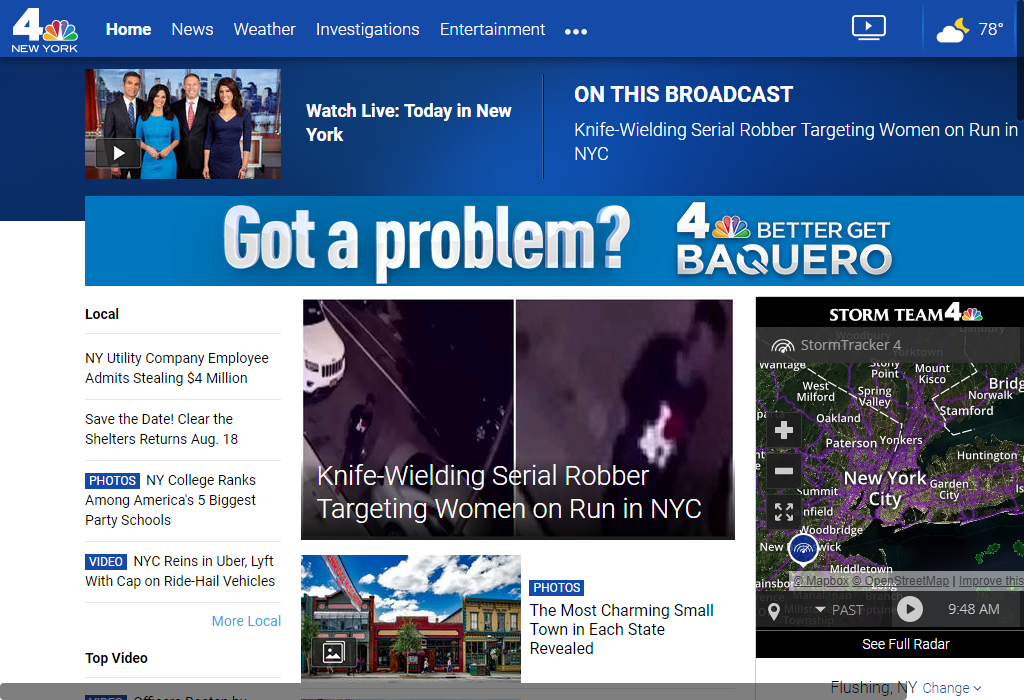 4
NEW YORK
Home
News
Weather
Investigations
Entertainment
78°
Watch Live: Today in New
York
ON THIS BROADCAST
Knife-Wielding Serial Robber Targeting Women on Run in
NYC
Got a problem?
4
BETTER GET
BAQUERO
Local
NY Utility Company Employee
Admits Stealing $4 Million
Save the Date! Clear the
Shelters Returns Aug. 18
PHOTOS NY College Ranks
Among America's 5 Biggest
Party Schools
VIDEO NYC Reins in Uber, Lyft
With Cap on Ride-Hail Vehicles
More Local
Top Video
Knife-Wielding Serial Robber
Targeting Women on Run in NYC
PHOTOS
The Most Charming Small
Town in Each State
Revealed
STORM TEAM 4
StormTracker 4
Woodbury
Danbury
Yorktown
Wantage
Stony
Point
Mount
Kisco
West
Milford
Spring
Valley
Bridg
Norwalk
Stamford
Oakland
Paterson
Yonkers
Huntington
New York
City
Garden
City
Summit
nfield
Woodbridge
New
wick
Middletown
ainsbo
© Mapbox © OpenStreetMap | Improve this
PAST
9:48 AM
See Full Radar
Flushing, NY Change